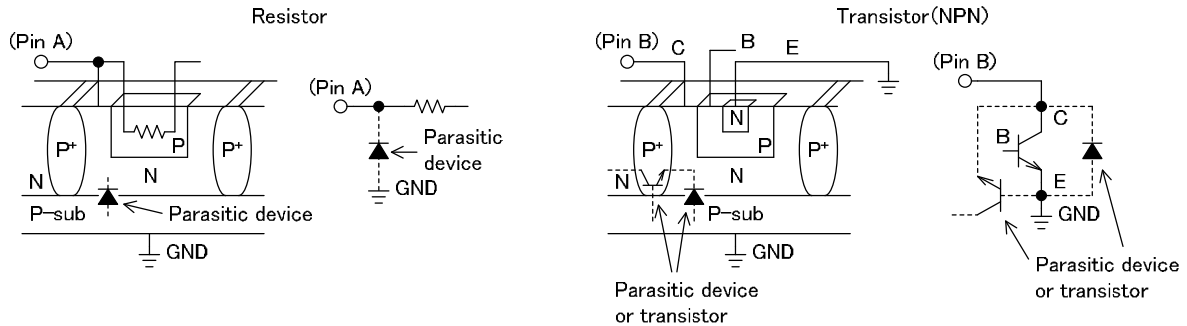 Resistor
(Pin A)
P+
P
P+
N
N
P-sub
Parasitic device
GND
(Pin A)
Parasitic
device
GND
Transistor(NPN)
(Pin B)
C
B
E
P+
N
P
P+
N
N
P-sub
GND
Parasitic device
or transistor
(Pin B)
C
B
E
GND
Parasitic device
or transistor